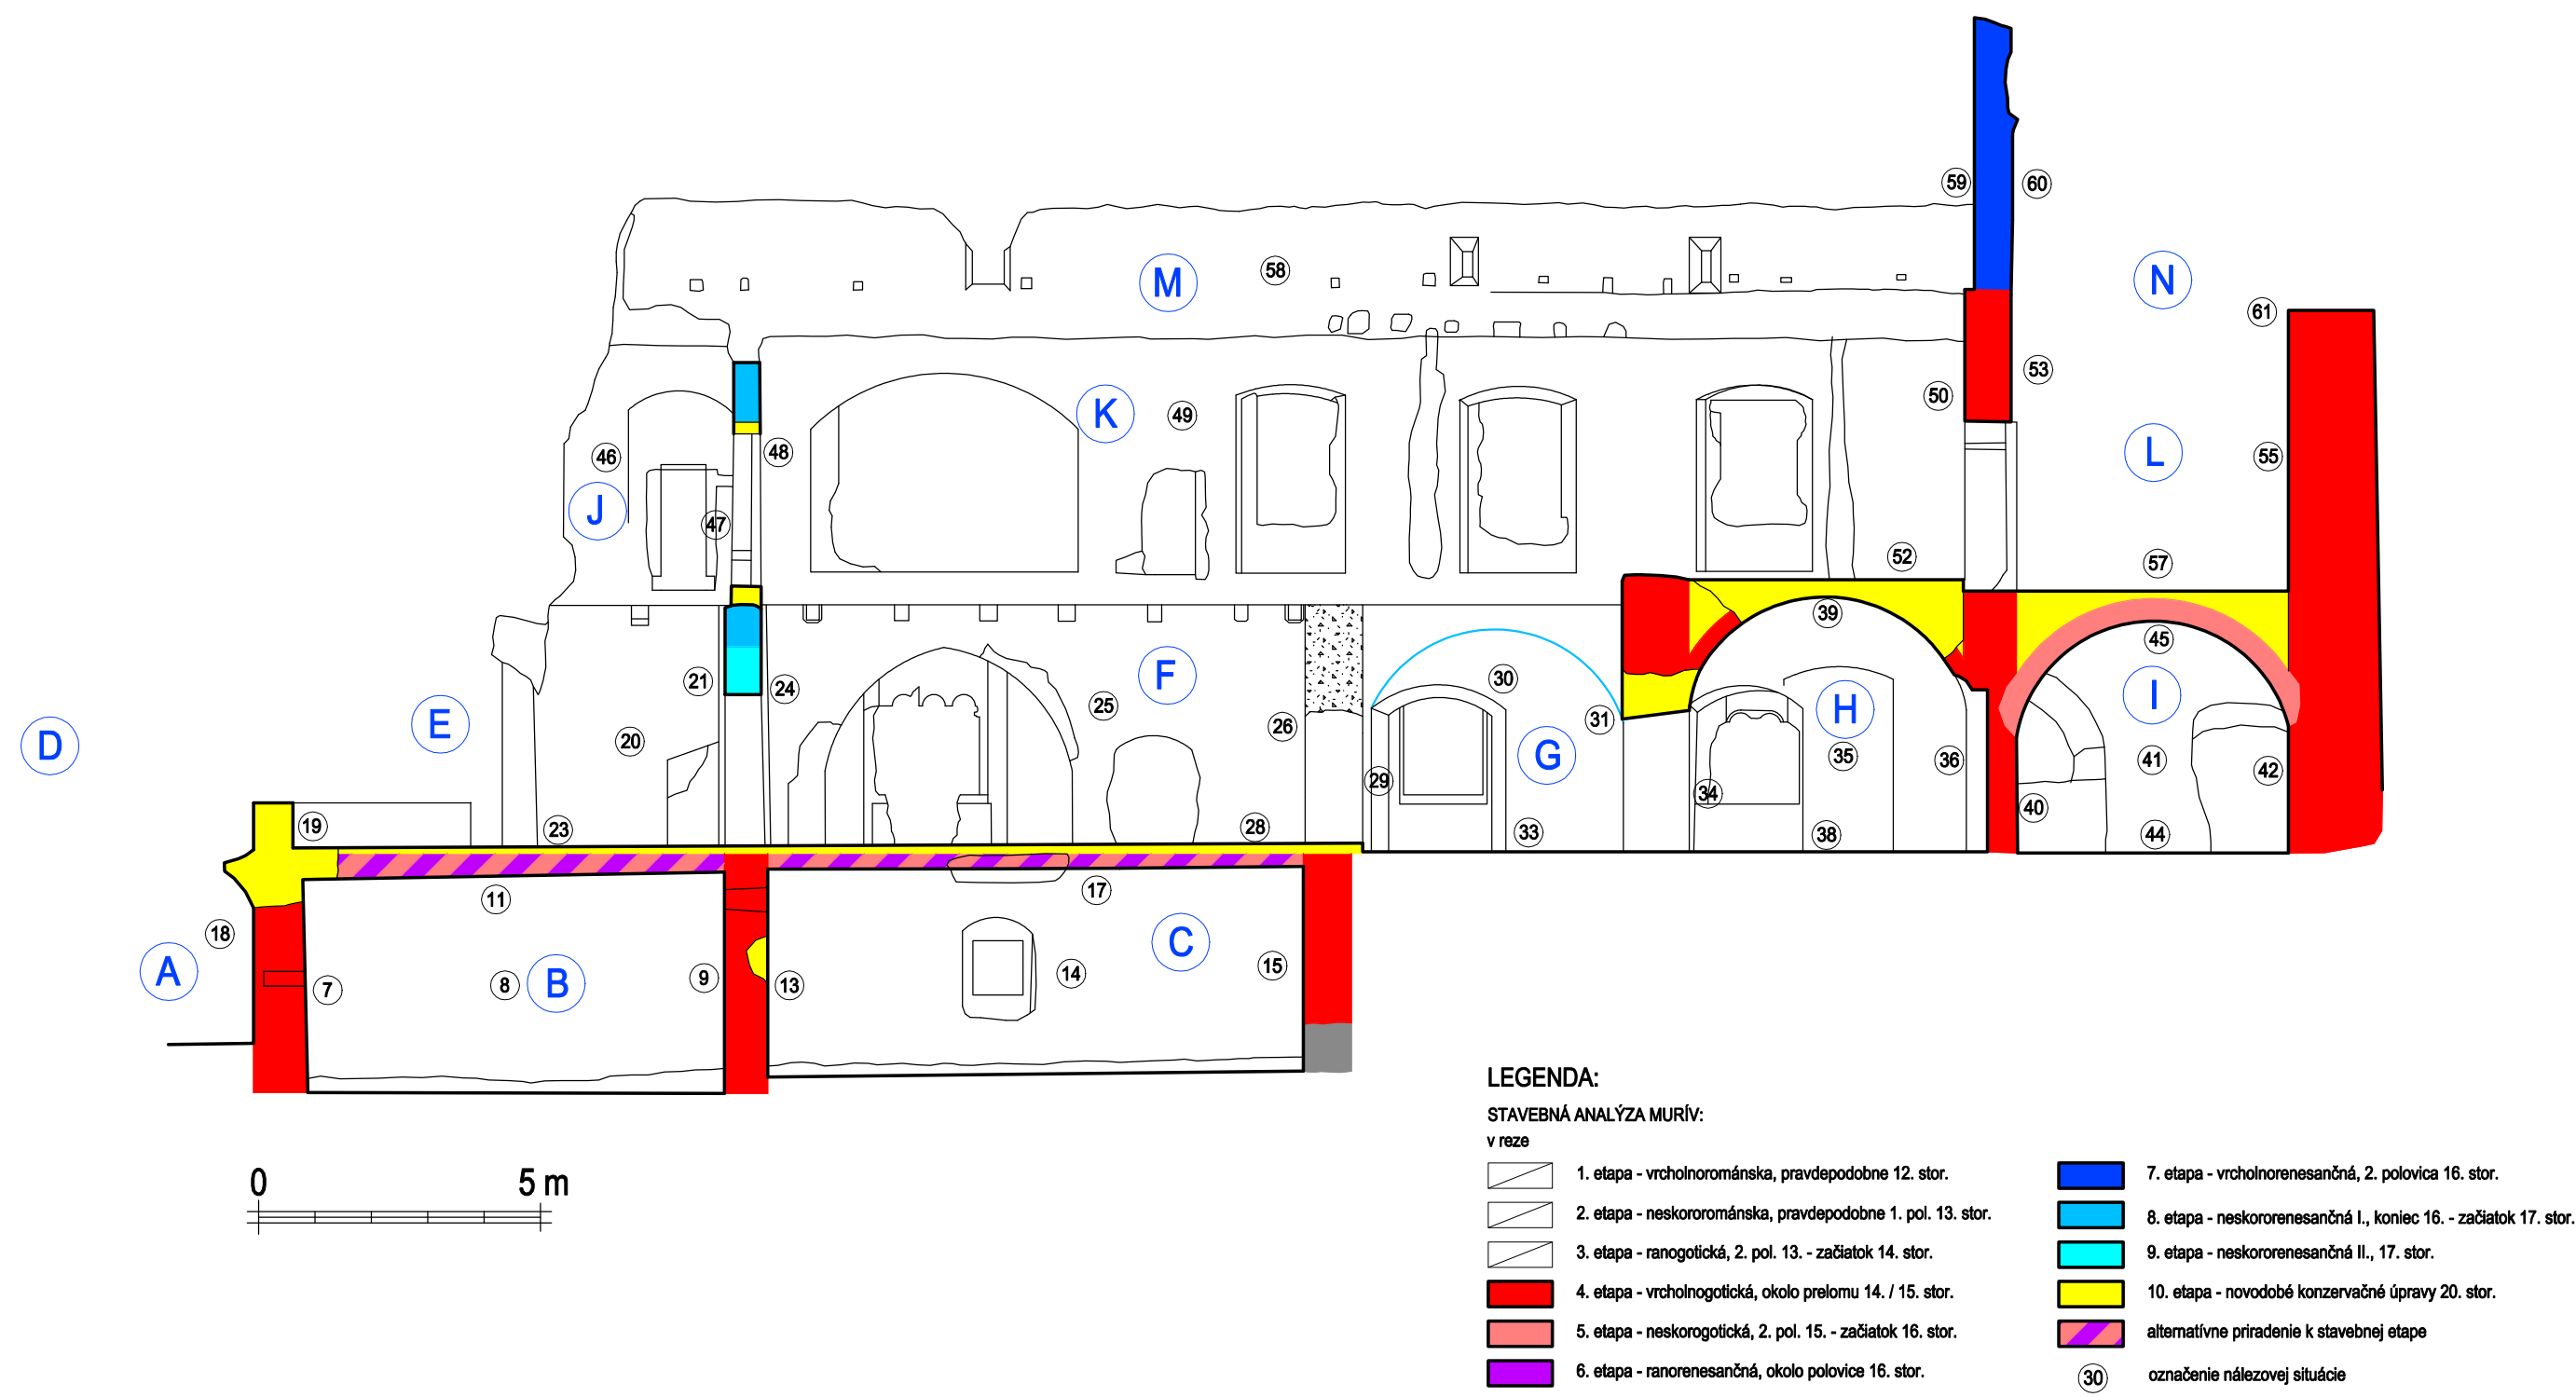 59
60
M
58
N
61
53
K
49
50
46
48
L
55
J
47
52
57
39
45
21
24
F
30
25
I
H
31
26
E
D
20
G
35
41
36
42
29
34
40
19
23
28
33
38
44
11
17
18
C
A
7
8
B
9
13
14
15
0
5 m
LEGENDA:
STAVEBNÁ ANALÝZA MURÍV:
v reze
1. etapa - vrcholnorománska, pravdepodobne 12. stor.
2. etapa - neskororománska, pravdepodobne 1. pol. 13. stor.
3. etapa - ranogotická, 2. pol. 13. - začiatok 14. stor.
4. etapa - vrcholnogotická, okolo prelomu 14. / 15. stor.
5. etapa - neskorogotická, 2. pol. 15. - začiatok 16. stor.
6. etapa - ranorenesančná, okolo polovice 16. stor.
7. etapa - vrcholnorenesančná, 2. polovica 16. stor.
8. etapa - neskororenesančná I., koniec 16. - začiatok 17. stor.
9. etapa - neskororenesančná II., 17. stor.
10. etapa - novodobé konzervačné úpravy 20. stor.
alternatívne priradenie k stavebnej etape
30
označenie nálezovej situácie